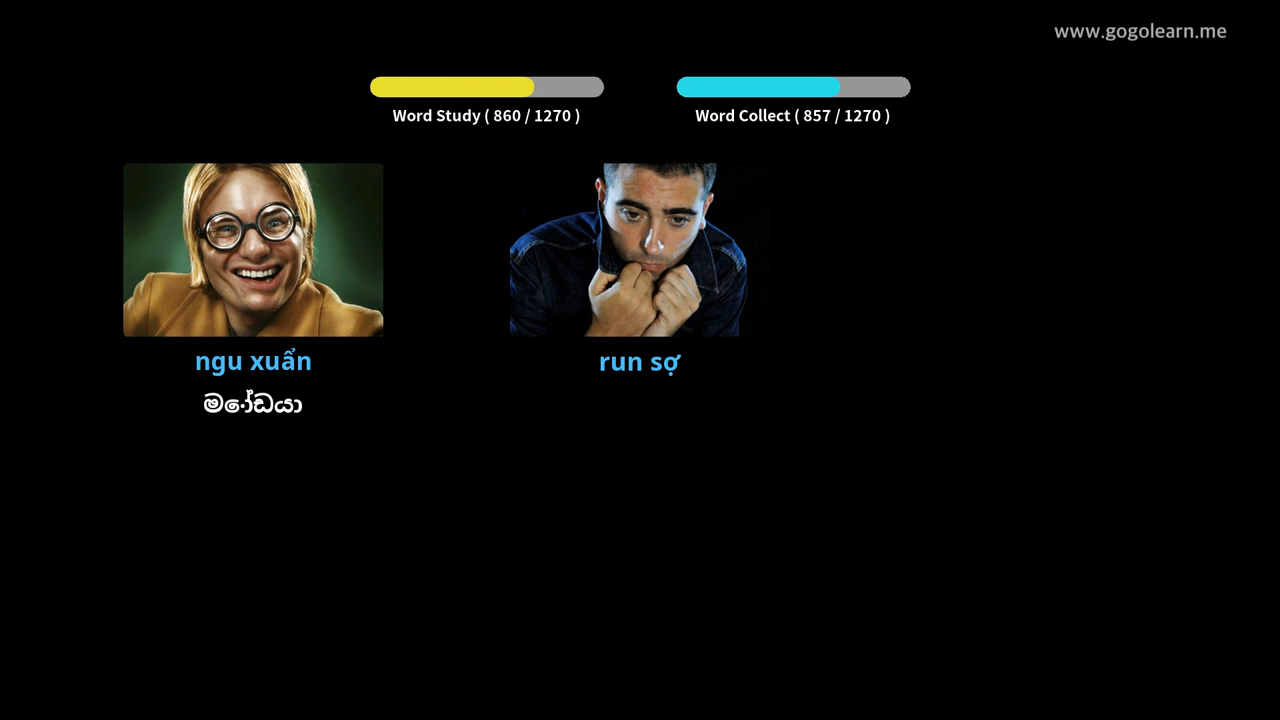 www.gogolearn.me
Word Study ( 860 / 1270 )
Word Collect ( 857 / 1270 )
ngu xuẩn
run sợ
මෝඩයා